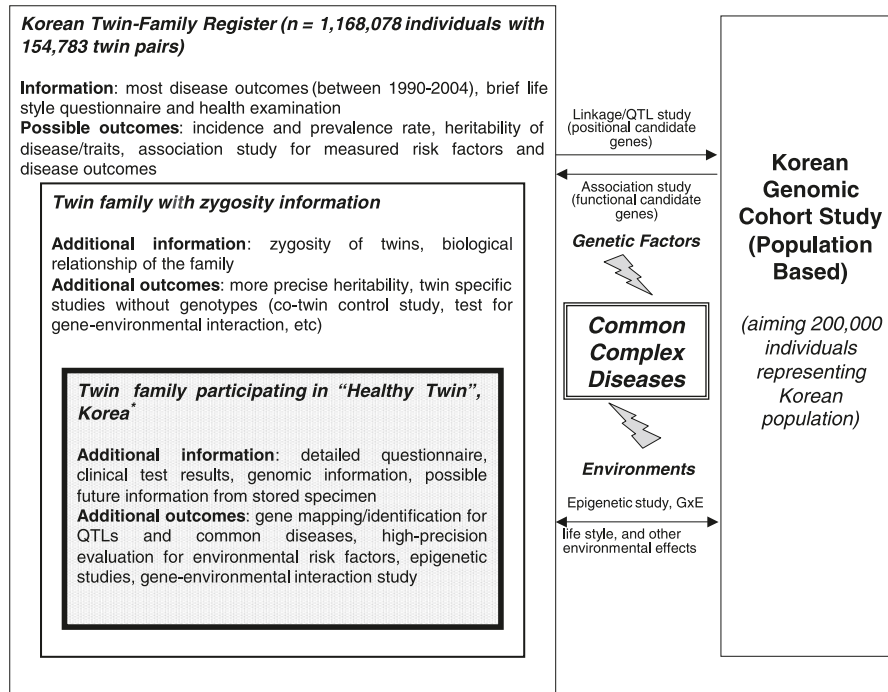 Korean Twin-Family Register (n = 1,168,078 individuals with
154,783 twin pairs)
Information: most disease outcomes (between 1990-2004), brief life
style questionnaire and health examination
Possible outcomes: incidence and prevalence rate, heritability of
disease/traits, association study for measured risk factors and
disease outcomes
Twin family with zygosity information
Additional information: zygosity of twins, biological
relationship of the family
Additional outcomes: more precise heritability, twin specific
studies without genotypes (co-twin control study, test for
gene-environmental interaction, etc)
Twin family participating in “Healthy Twin”,
Korea*
Additional information: detailed questionnaire,
clinical test results, genomic information, possible
future information from stored specimen
Additional outcomes: gene mapping/identification for
QTLs and common diseases, high-precision
evaluation for environmental risk factors, epigenetic
studies, gene-environmental interaction study
Linkage/QTL study
(positional candidate
genes)
Association study
(functional candidate
genes)
Genetic Factors
Common
Complex
Diseases
Environments
Epigenetic study, GxE
life style, and other
environmental effects
Korean
Genomic
Cohort Study
(Population
Based)
(aiming 200,000
individuals
representing
Korean
population)